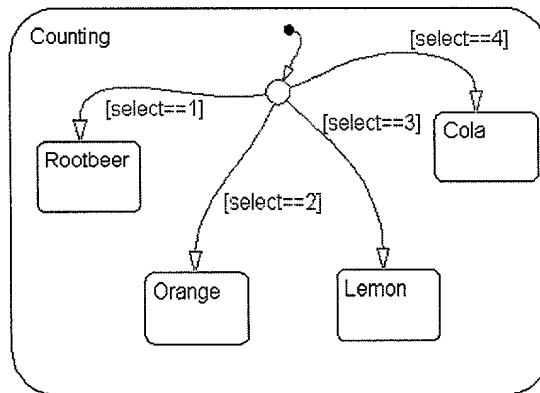 Counting
[select==4]
[select==1]
[select==3]
Cola
Rootbeer
[select==2]
Orange
Lemon